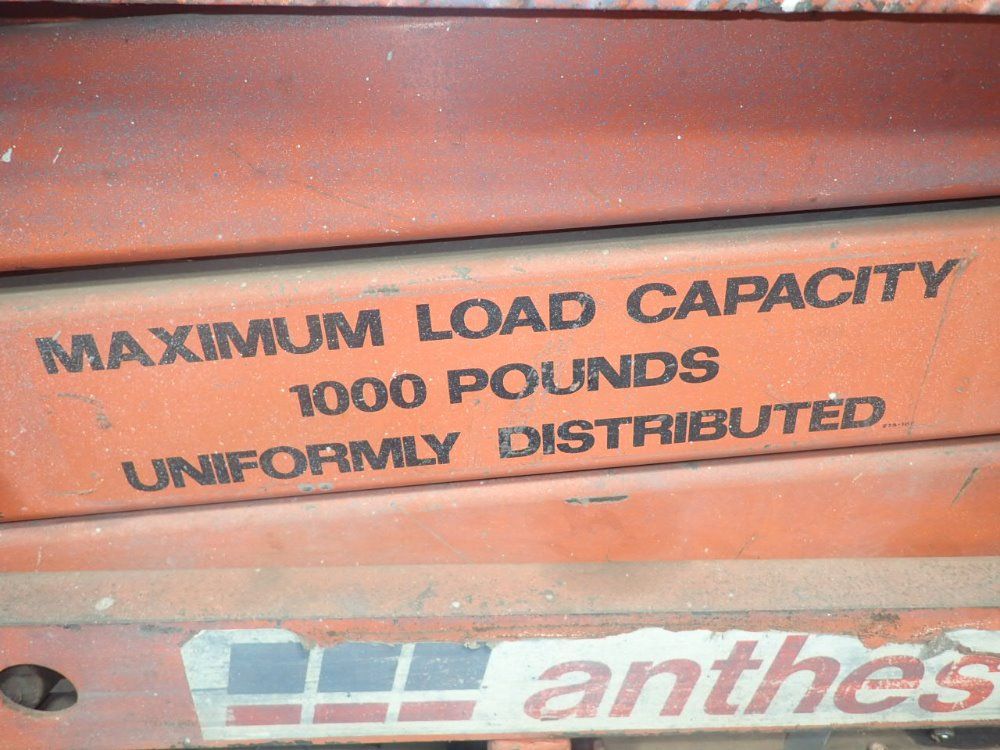 MAXIMUM LOAD CAPACITY
1000 POUNDS
UNIFORMLY DISTRIBUTED
anthes